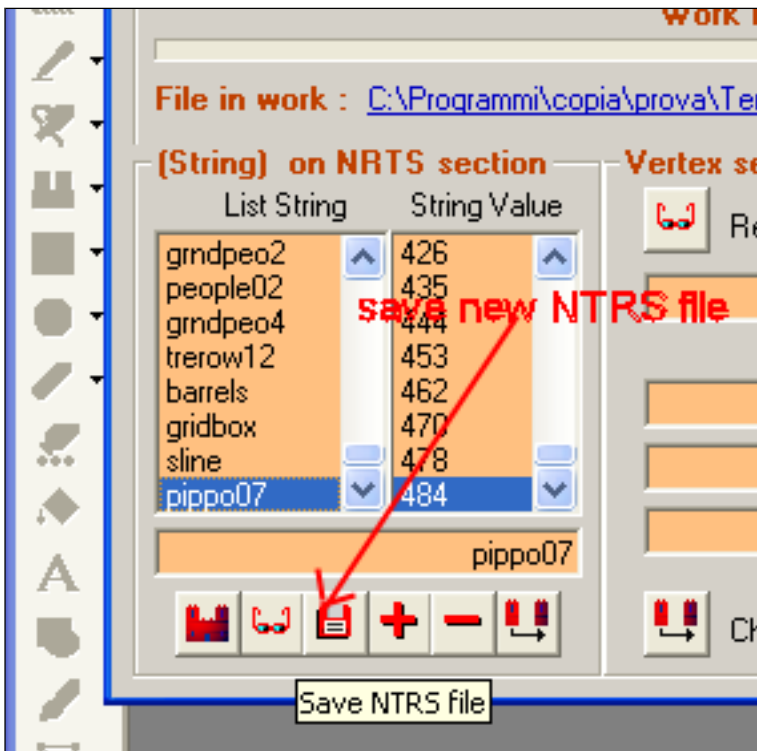 File in work : C:\Programmi\copia\prova\Te
(String) on NRTS section
Vertex se
List String
String Value
Re
grndpeo2 426
people02 435
save new NTRS file
grndpeo4 444
trerow12 453
barrels 462
gridbox 470
sline 478
pippo07 484
pippo07
Ch
Save NTRS file
A